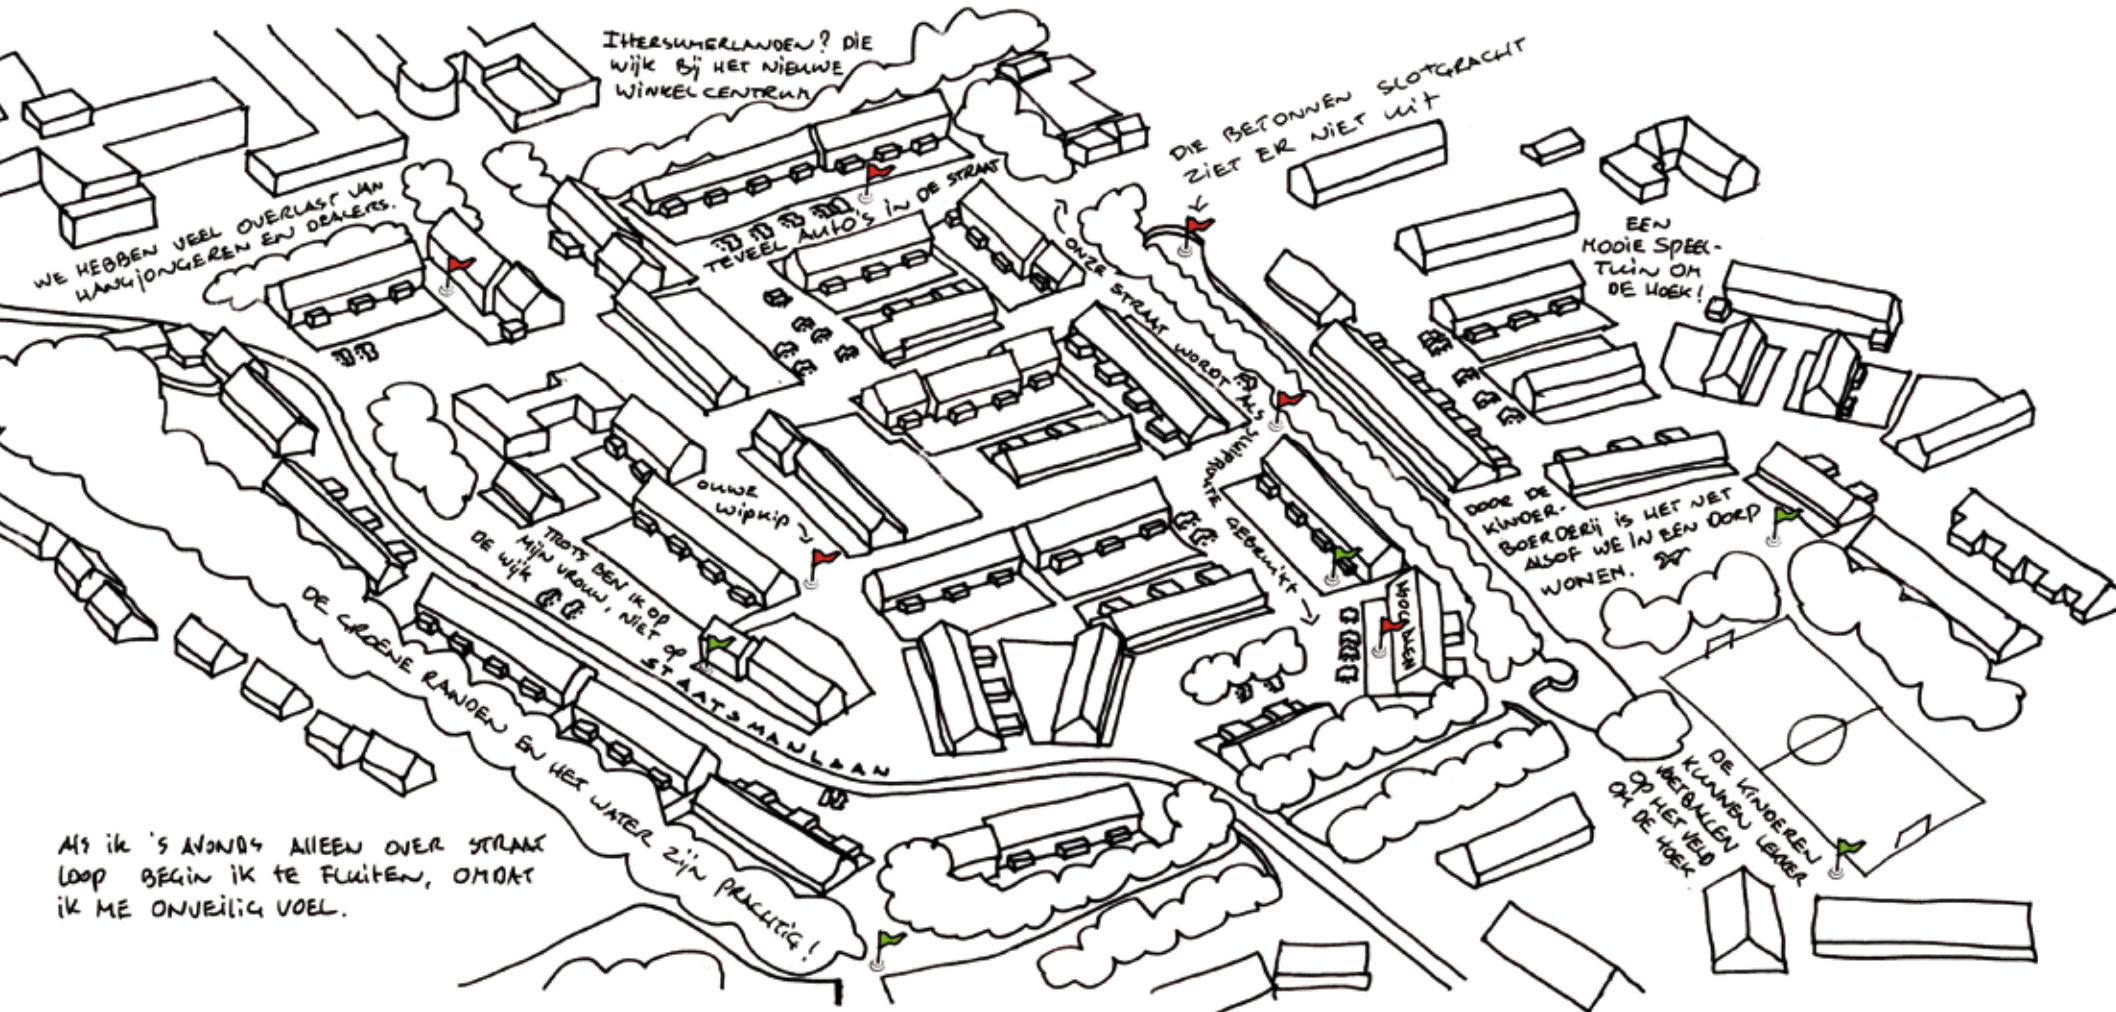 ITTERSUMERLANDEN? DIE
WIJK BIJ HET NIEUWE
WINKELCENTRUM
DIE BETONNEN SLOTGRACHT
ZIET ER NIET UIT
WE HEBBEN VEEL OVERLAST VAN
HANGJONGEREN EN DEALERS.
TEVEEL AUTO'S IN DE STRAAT
EEN
MOOIE SPEEL-
TUIN OM
DE HOEK!
ONZE STRAAT WORDT ALS
SLUIPROUTE GEBRUIKT
OUWE
WIPKIP
TROTS BEN IK OP
MIJN VROUW, NIET OP
DE WIJK
DOOR DE
KINDER-
BOERDERIJ IS HET NET
ALSOF WE IN EEN DORP
WONEN.
STAATSMANLAAN
DE GROENE RANDEN EN HET WATER ZIJN PRACHTIG!
DE KINDEREN
KUNNEN LEKKER
VOETBALLEN
OP HET VELD
OM DE HOEK
ALS IK 'S AVONDS ALLEEN OVER STRAAT
LOOP BEGIN IK TE FLUITEN, OMDAT
IK ME ONVEILIG VOEL.